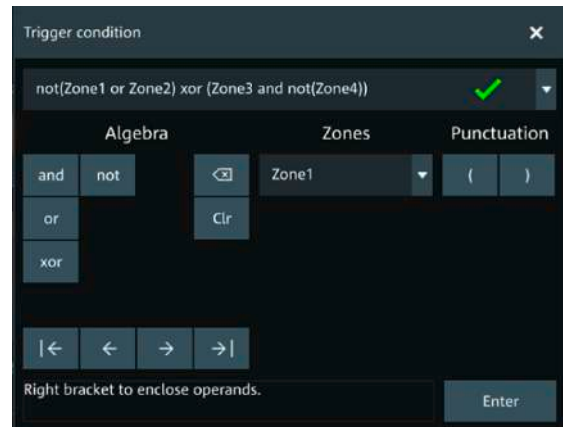 Trigger condition
not(Zone1 or Zone2) xor (Zone3 and not(Zone4))
Algebra Zones Punctuation
and not Zone1 ( )
or Clr
xor
Right bracket to enclose operands.
Enter